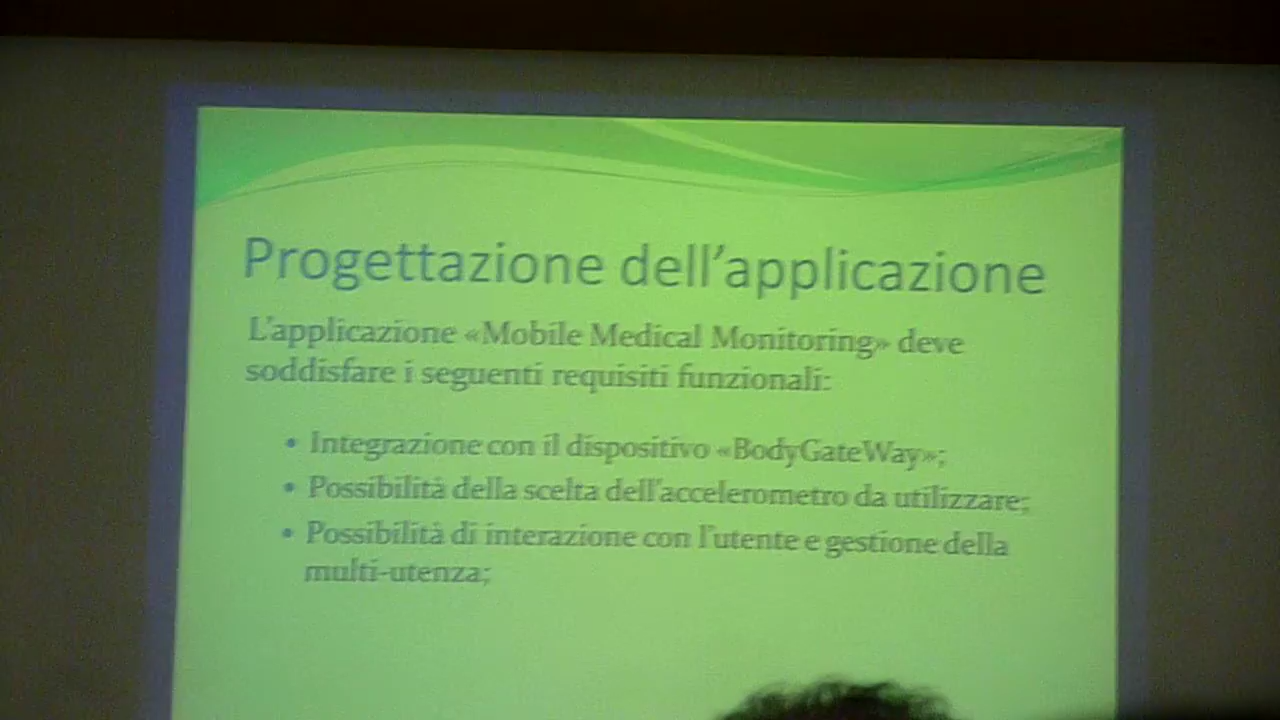 Progettazione dell'applicazione
L'applicazione «Mobile Medical Monitoring» deve
soddisfare i seguenti requisiti funzionali:
• Integrazione con il dispositivo «BodyGateWay»;
• Possibilità della scelta dell'accelerometro da utilizzare;
• Possibilità di interazione con l'utente e gestione della
multi-utenza;